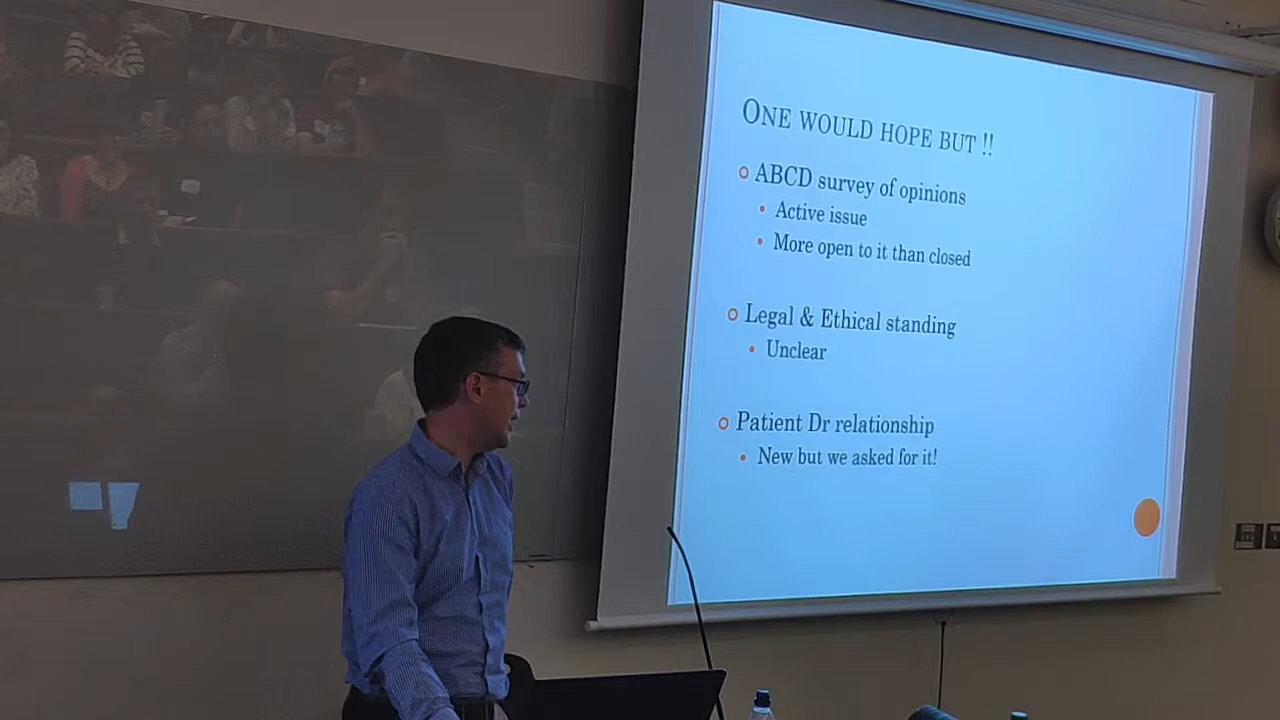 ONE WOULD HOPE BUT !!
ABCD survey of opinions
Active issue
More open to it than closed
Legal & Ethical standing
Unclear
Patient Dr relationship
New but we asked for it!